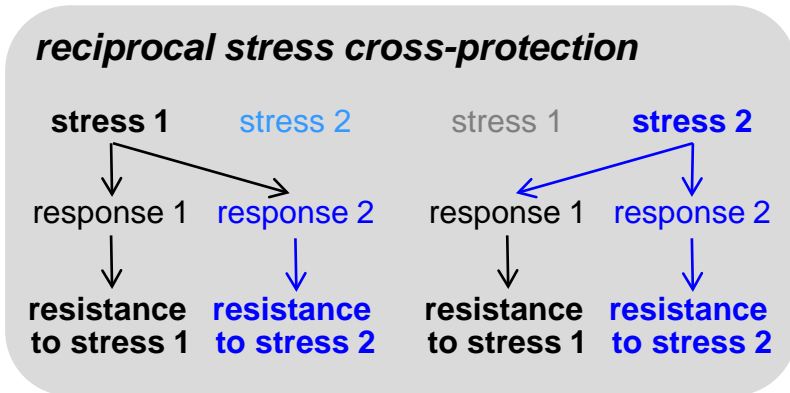 reciprocal stress cross-protection
stress 1 stress 2 stress 1 stress 2
response 1 response 2 response 1 response 2
resistance resistance resistance resistance
to stress 1 to stress 2 to stress 1 to stress 2